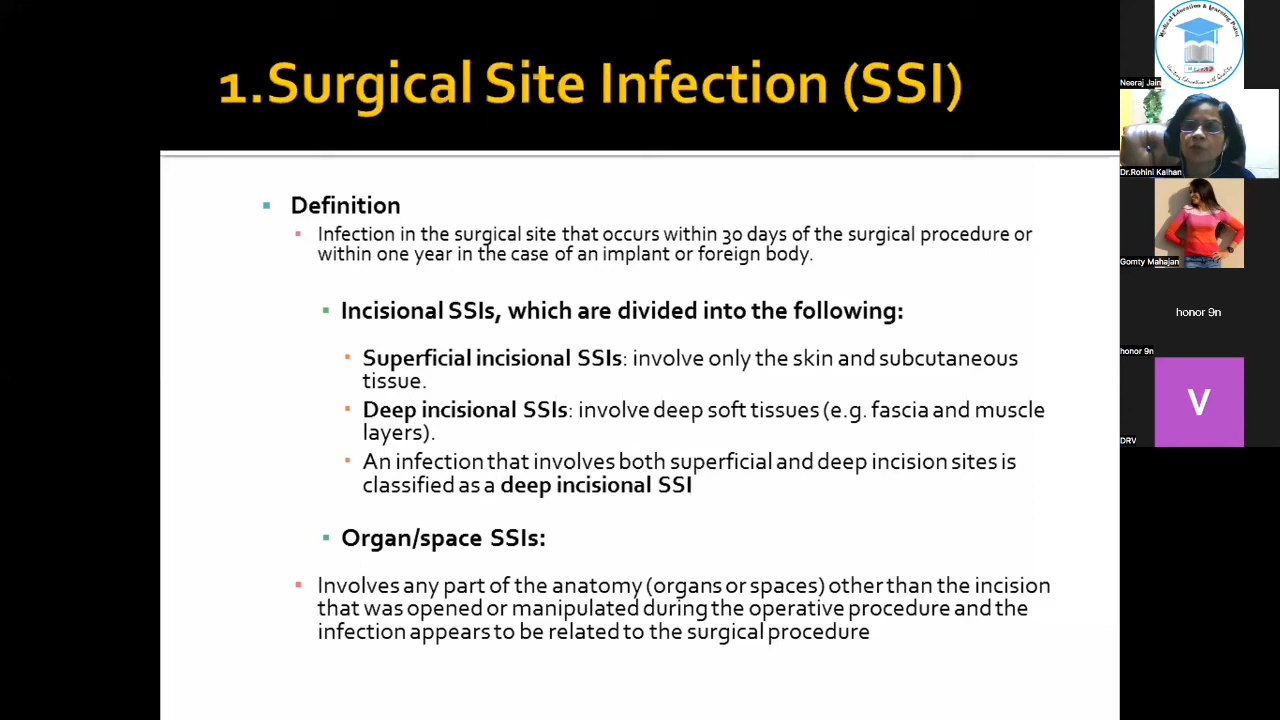 1.Surgical Site Infection (SSI)
Definition
Infection in the surgical site that occurs within 30 days of the surgical procedure or
within one year in the case of an implant or foreign body.
Incisional SSIs, which are divided into the following:
Superficial incisional SSIs: involve only the skin and subcutaneous
tissue.
Deep incisional SSIs: involve deep soft tissues (e.g. fascia and muscle
layers).
An infection that involves both superficial and deep incision sites is
classified as a deep incisional SSI
Organ/space SSIs:
Involves any part of the anatomy (organs or spaces) other than the incision
that was opened or manipulated during the operative procedure and the
infection appears to be related to the surgical procedure
Medical Education & Learning Point
Neeraj Jain
Dr.Rohini Kalhan
Gomty Mahajan
honor 9n
honor 9n
V
DRV